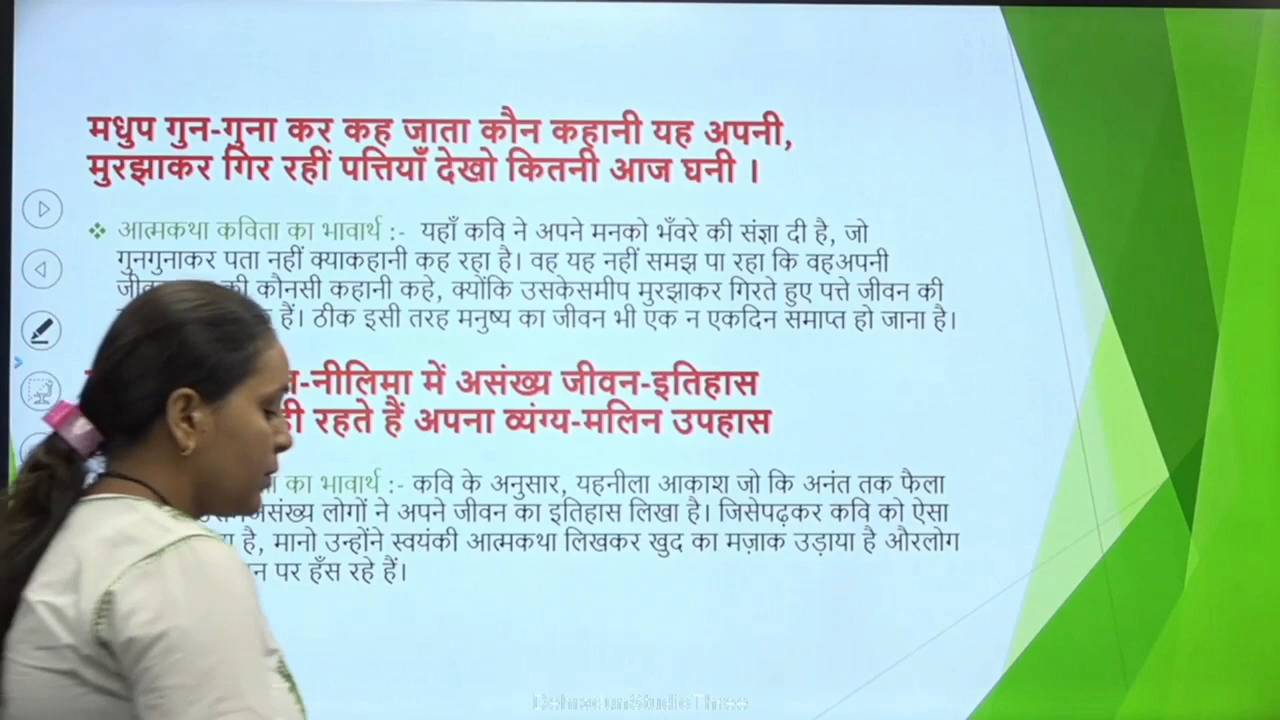 मधुप गुन-गुना कर कह जाता कौन कहानी यह अपनी,
मुरझाकर गिर रहीं पत्तियाँ देखो कितनी आज घनी ।
आत्मकथा कविता का भावार्थ :- यहाँ कवि ने अपने मनको भँवरे की संज्ञा दी है, जो
गुनगुनाकर पता नहीं क्याकहानी कह रहा है। वह यह नहीं समझ पा रहा कि वहअपनी
की कौनसी कहानी कहे, क्योंकि उसकेसमीप मुरझाकर गिरते हुए पत्ते जीवन की
हैं। ठीक इसी तरह मनुष्य का जीवन भी एक न एकदिन समाप्त हो जाना है।
-नीलिमा में असंख्य जीवन-इतिहास
ही रहते हैं अपना व्यंग्य-मलिन उपहास
का भावार्थ :- कवि के अनुसार, यहनीला आकाश जो कि अनंत तक फैला
असंख्य लोगों ने अपने जीवन का इतिहास लिखा है। जिसेपढ़कर कवि को ऐसा
है, मानो उन्होंने स्वयंकी आत्मकथा लिखकर खुद का मज़ाक उड़ाया है औरलोग
पर हँस रहे हैं।